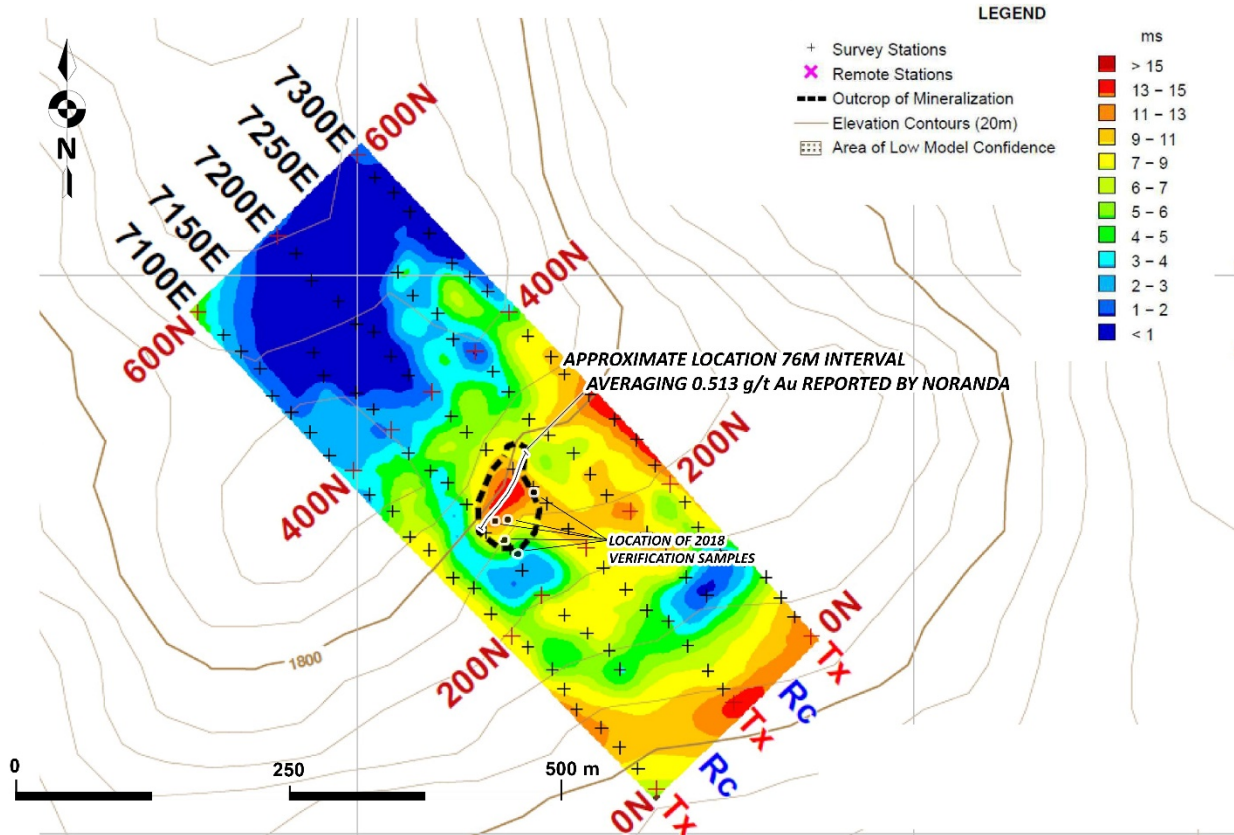 LEGEND
ms
+ Survey Stations
× Remote Stations
Outcrop of Mineralization
Elevation Contours (20m)
Area of Low Model Confidence
> 15
13 – 15
11 – 13
9 – 11
7 – 9
6 – 7
5 – 6
4 – 5
3 – 4
2 – 3
1 – 2
< 1
N
7300E
7250E
7200E
7150E
7100E
600N
600N
400N
400N
APPROXIMATE LOCATION 76M INTERVAL
AVERAGING 0.513 g/t Au REPORTED BY NORANDA
200N
LOCATION OF 2018
VERIFICATION SAMPLES
200N
1800
0N
Tx
Rc
Tx
Rc
Tx
0N
0 250 500 m